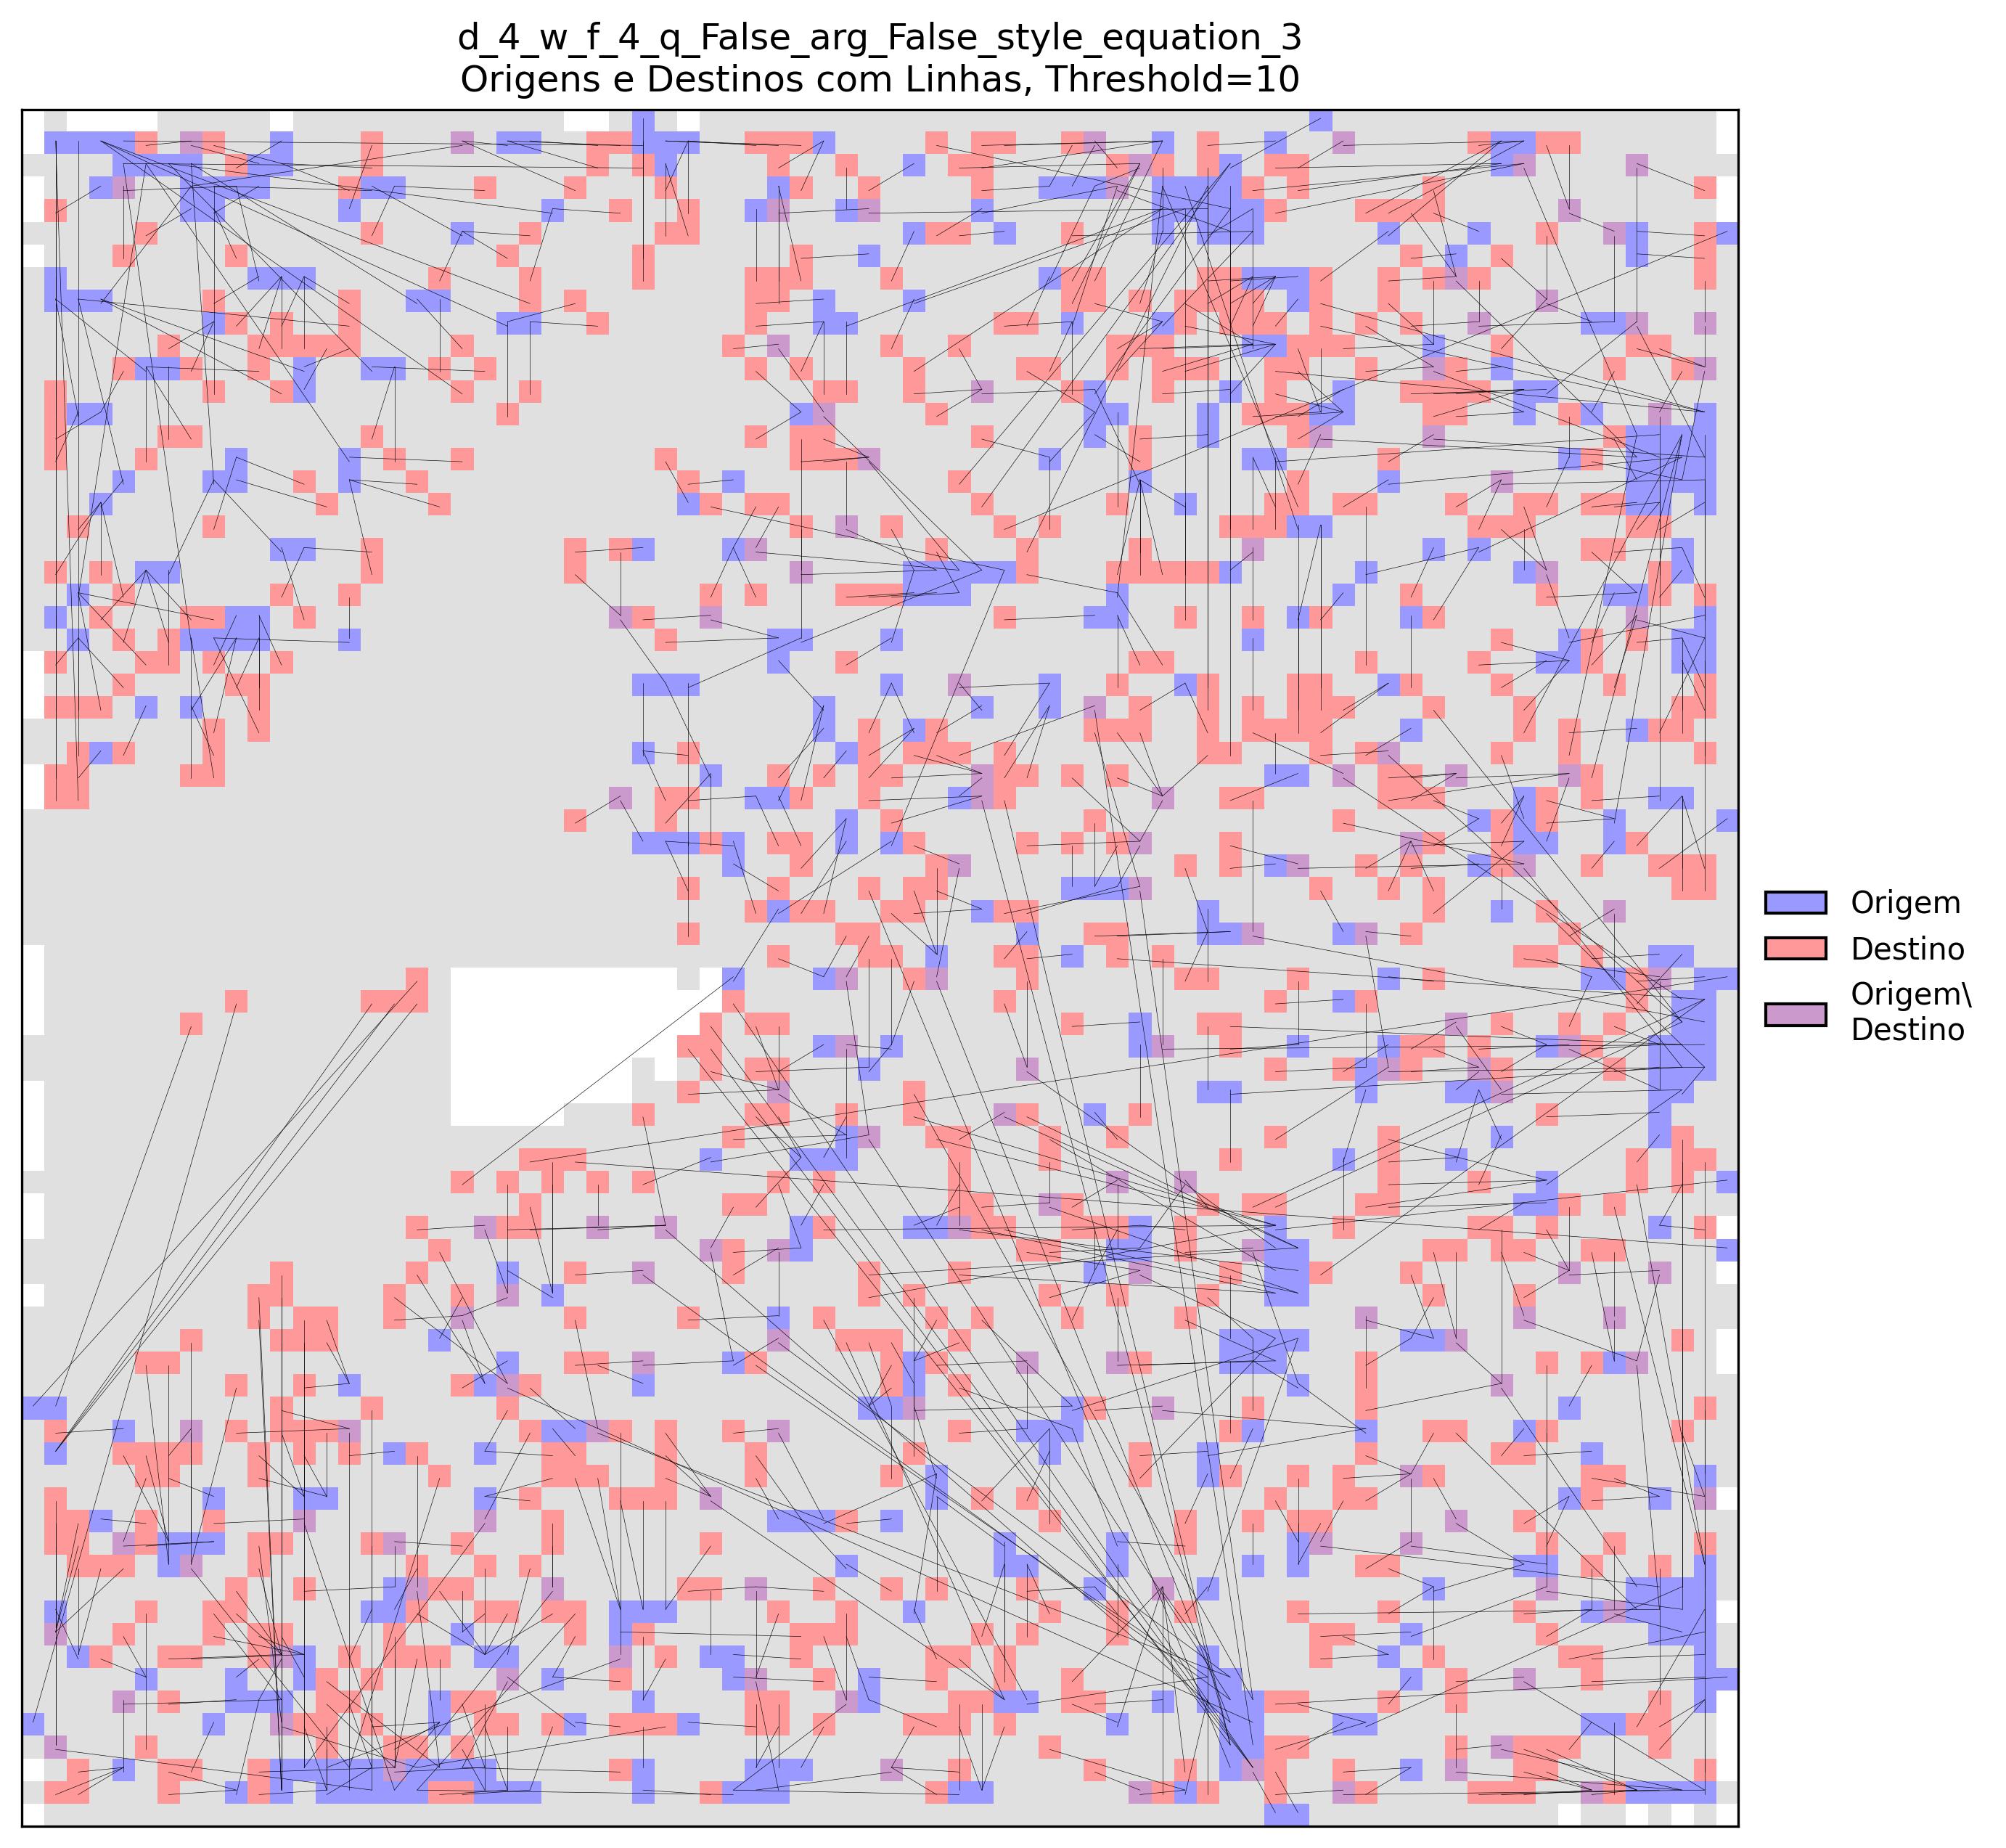 d_4_w_f_4_q_False_arg_False_style_equation_3
Origens e Destinos com Linhas, Threshold=10
Origem
Destino
Origem\
Destino